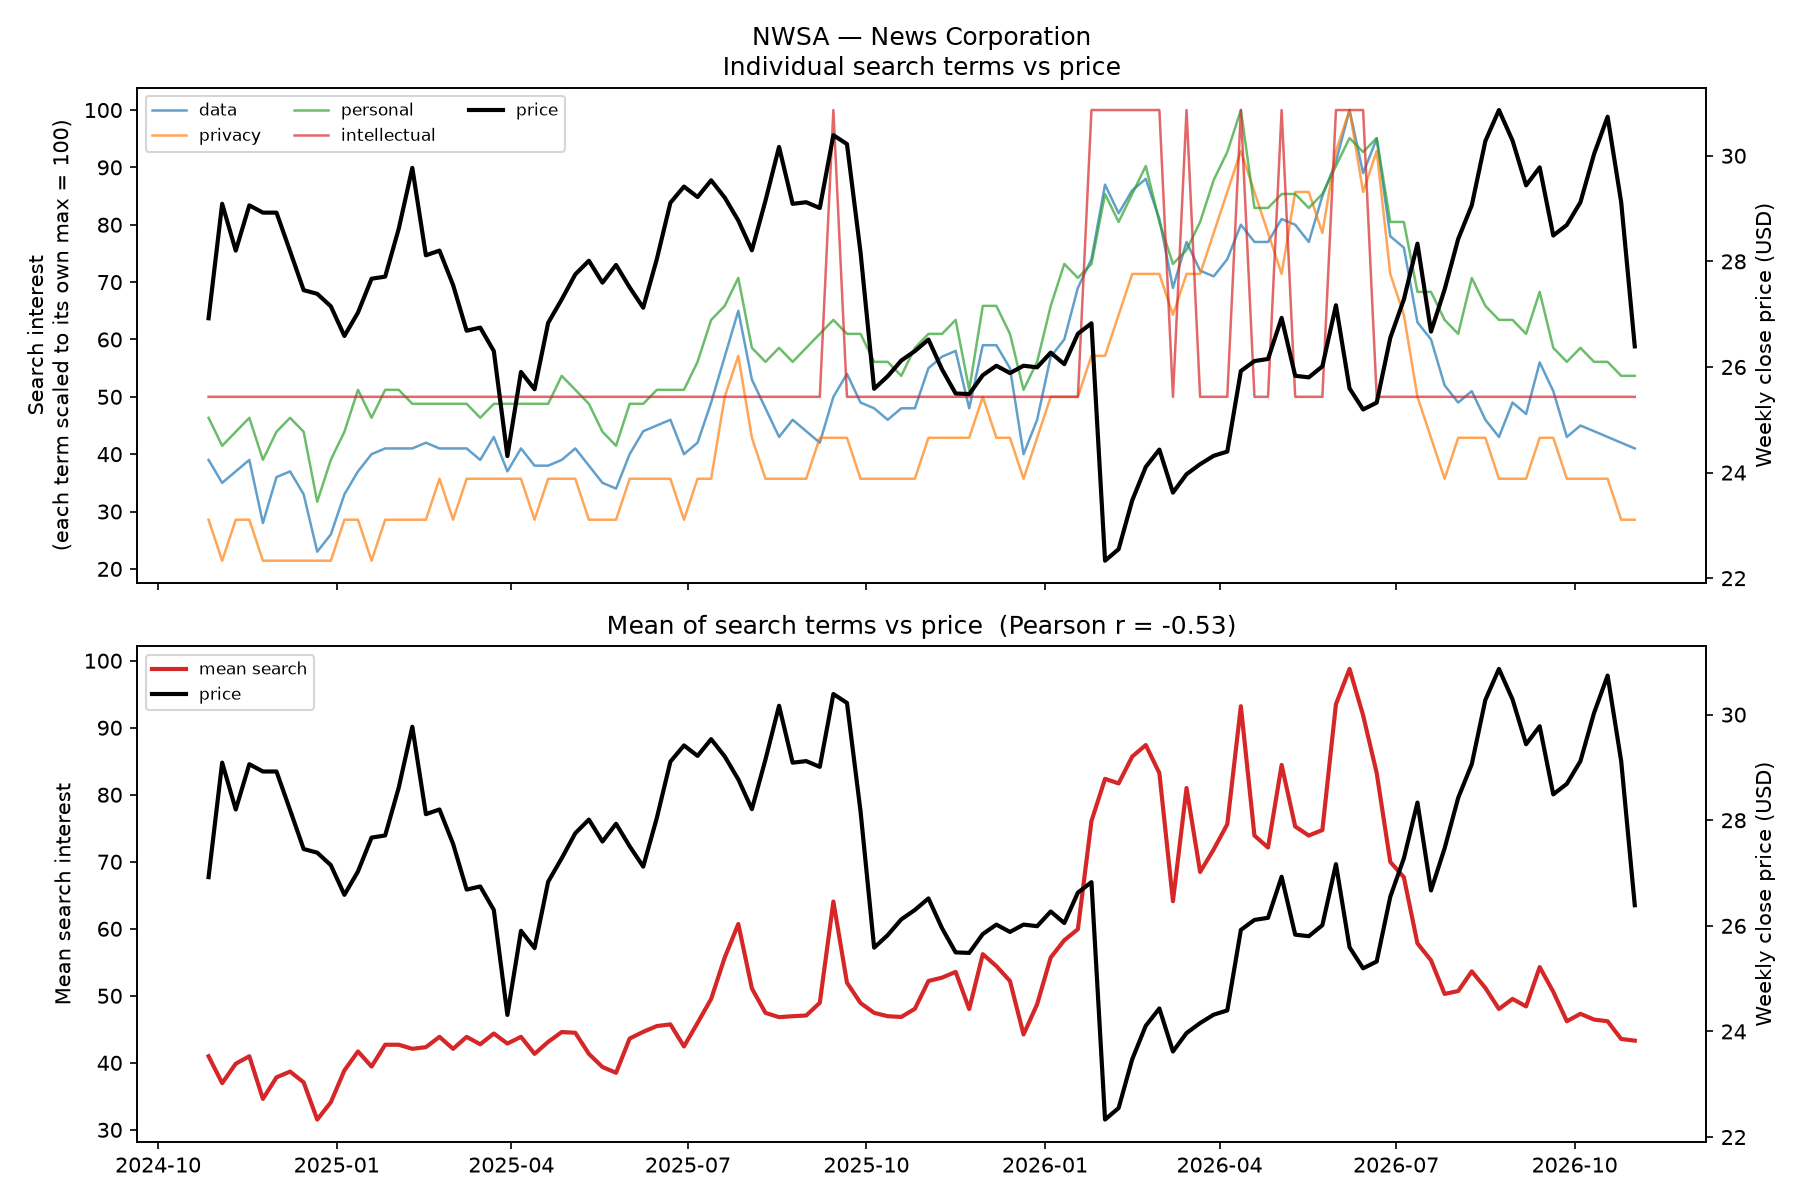 NWSA — News Corporation
Individual search terms vs price
data
privacy
personal
intellectual
price
Search interest
(each term scaled to its own max = 100)
100
90
80
70
60
50
40
30
20
Weekly close price (USD)
30
28
26
24
22
Mean of search terms vs price  (Pearson r = -0.53)
mean search
price
Mean search interest
100
90
80
70
60
50
40
30
Weekly close price (USD)
30
28
26
24
22
2024-10
2025-01
2025-04
2025-07
2025-10
2026-01
2026-04
2026-07
2026-10